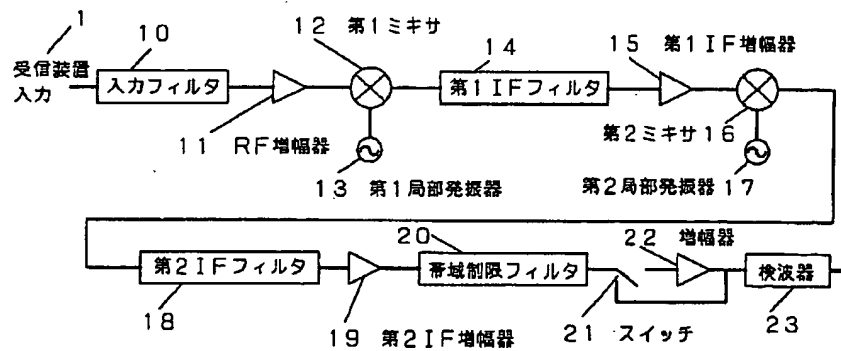 1
受信装置
入力
10
入力フィルタ
11 RF増幅器
12 第1ミキサ
13 第1局部発振器
14
第1IFフィルタ
15 第1IF増幅器
第2ミキサ16
第2局部発振器17
第2IFフィルタ
18
19 第2IF増幅器
20
帯域制限フィルタ
21 スイッチ
22 増幅器
検波器
23